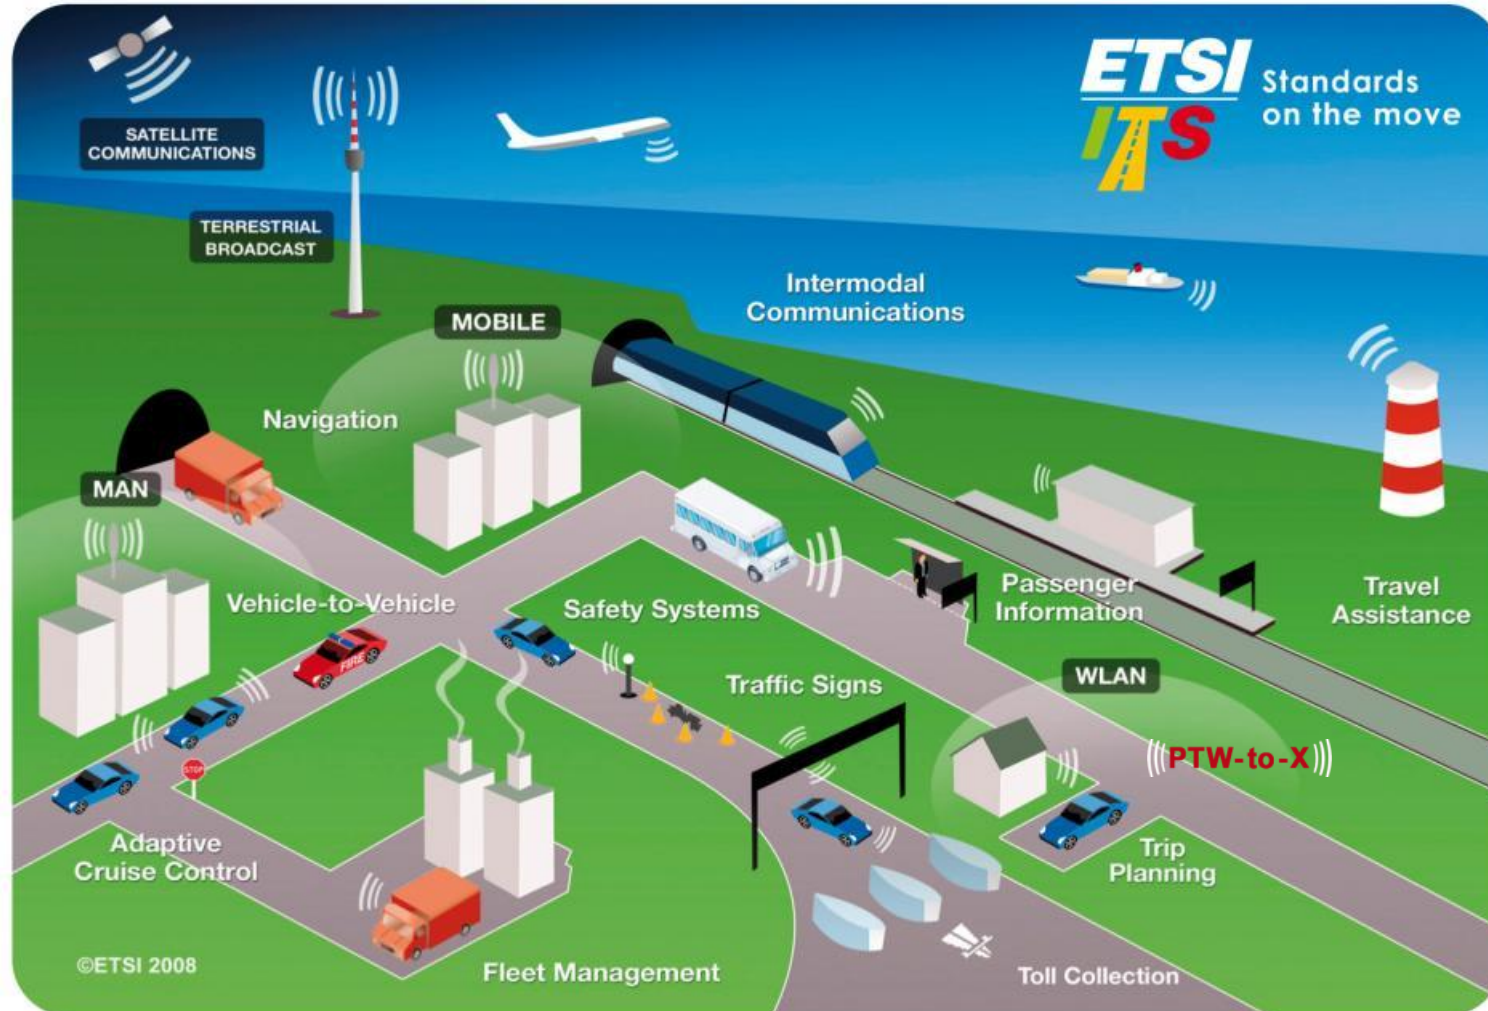 ETSI
ITS
Standards
on the move
SATELLITE
COMMUNICATIONS
TERRESTRIAL
BROADCAST
Intermodal
Communications
MOBILE
Navigation
MAN
Vehicle-to-Vehicle
Safety Systems
Passenger
Information
Travel
Assistance
FIRE
Traffic Signs
WLAN
PTW-to-X
STOP
Adaptive
Cruise Control
Trip
Planning
©ETSI 2008
Fleet Management
Toll Collection